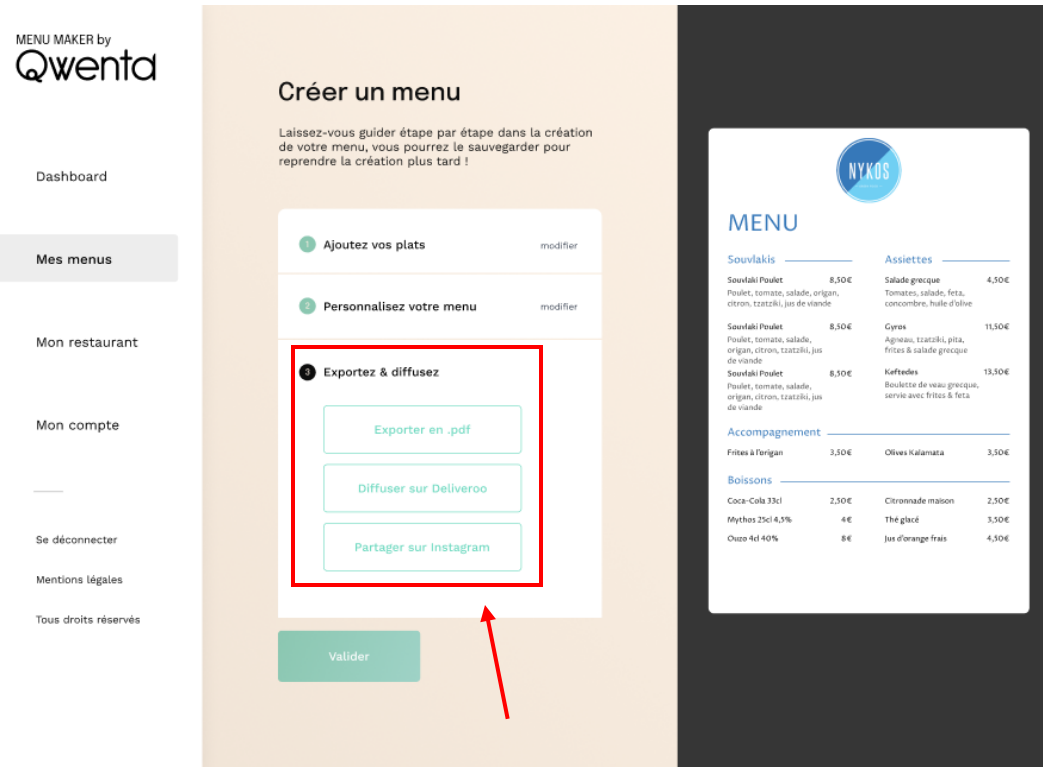 MENU MAKER by
Qwenta
Dashboard
Mes menus
Mon restaurant
Mon compte
Se déconnecter
Mentions légales
Tous droits réservés
Créer un menu
Laissez-vous guider étape par étape dans la création
de votre menu, vous pourrez le sauvegarder pour
reprendre la création plus tard !
1 Ajoutez vos plats modifier
2 Personnalisez votre menu modifier
3 Exportez & diffusez
Exporter en .pdf
Diffuser sur Deliveroo
Partager sur Instagram
Valider
NYKOS
MENU
Souvlakis
Souvlaki Poulet 8,50€
Poulet, tomate, salade, origan,
citron, tzatziki, jus de viande
Souvlaki Poulet 8,50€
Poulet, tomate, salade,
origan, citron, tzatziki, jus
de viande
Souvlaki Poulet 8,50€
Poulet, tomate, salade,
origan, citron, tzatziki, jus
de viande
Assiettes
Salade grecque 4,50€
Tomates, salade, feta,
concombre, huile d'olive
Gyros 11,50€
Agneau, tzatziki, pita,
frites & salade grecque
Keftedes 13,50€
Boulette de veau grecque,
servie avec frites & feta
Accompagnement
Frites à l'origan 3,50€ Olives Kalamata 3,50€
Boissons
Coca-Cola 33cl 2,50€ Citronnade maison 2,50€
Mythos 25cl 4,5% 4€ Thé glacé 3,50€
Ouzo 4cl 40% 8€ Jus d'orange frais 4,50€